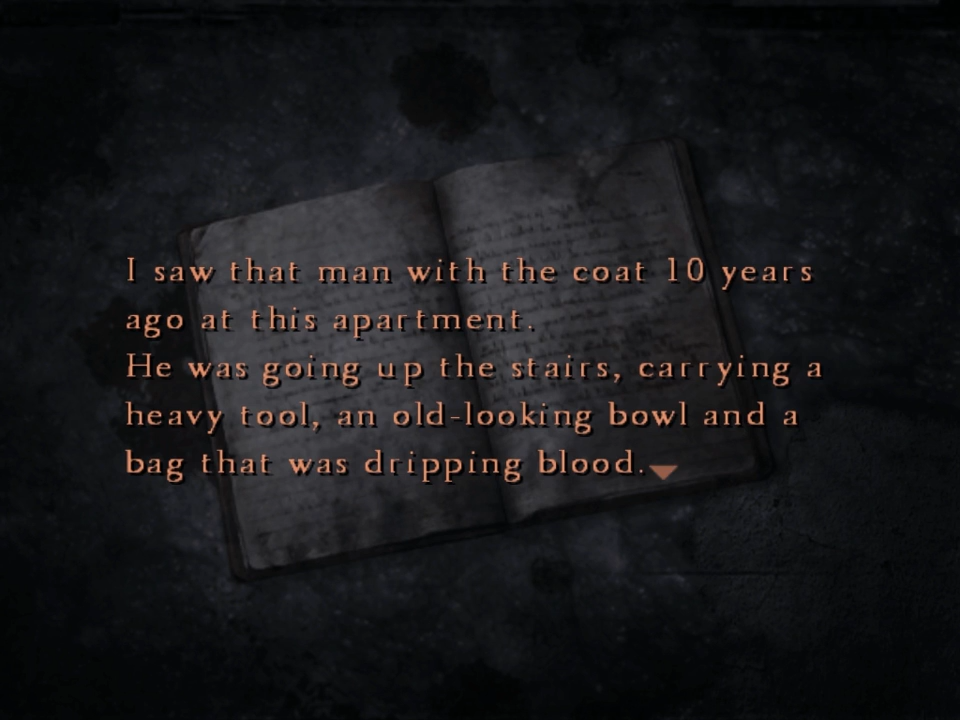 I saw that man with the coat 10 years
ago at this apartment.
He was going up the stairs, carrying a
heavy tool, an old-looking bowl and a
bag that was dripping blood.